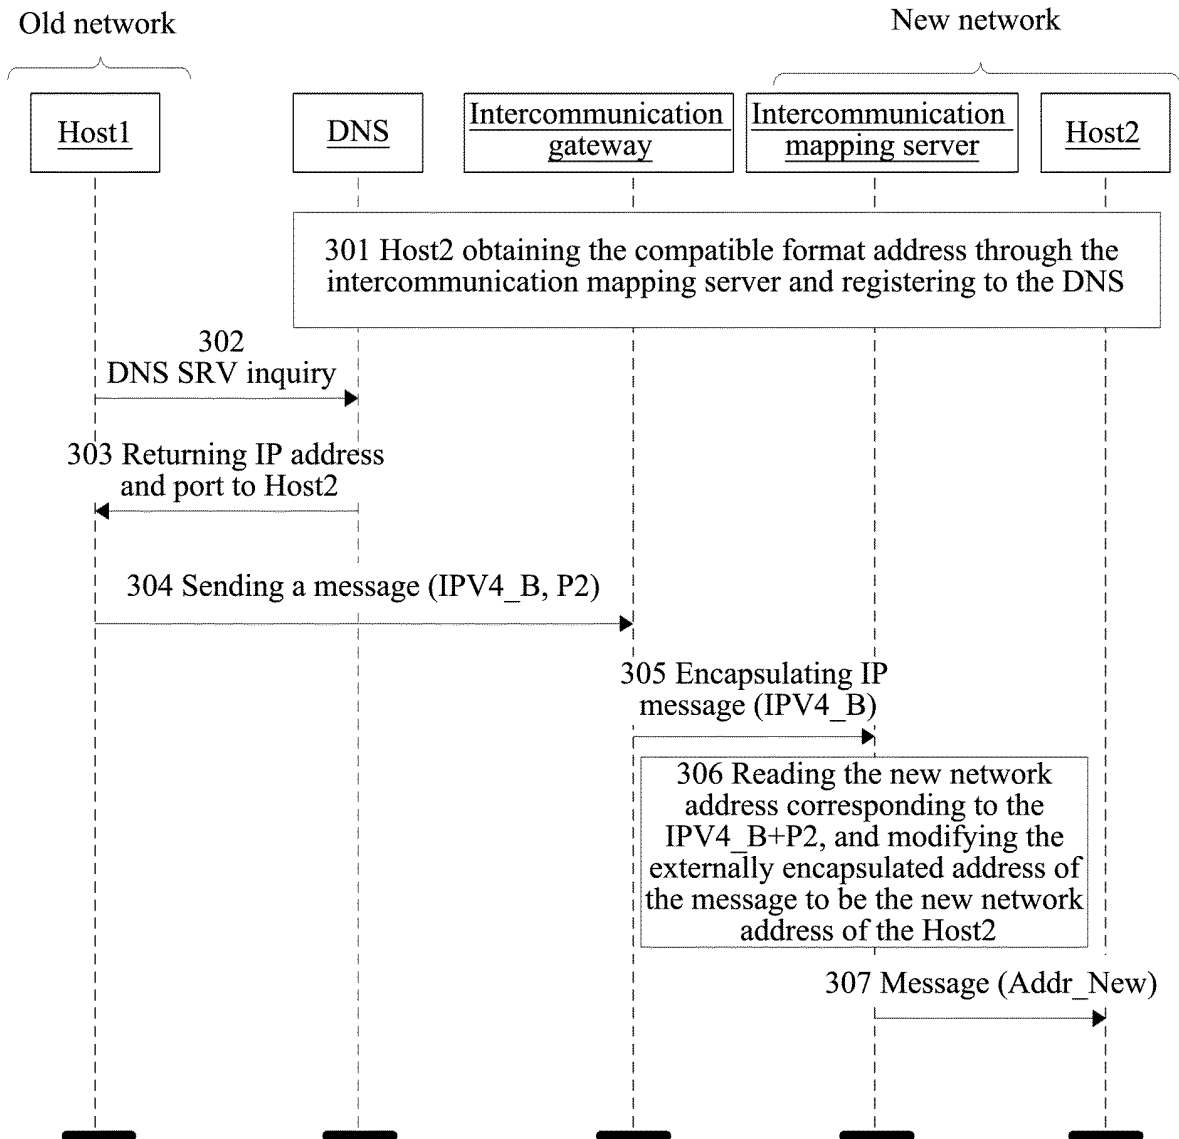 Old network
New network
Host1
DNS
Intercommunication
gateway
Intercommunication
mapping server
Host2
301 Host2 obtaining the compatible format address through the
intercommunication mapping server and registering to the DNS
302
DNS SRV inquiry
303 Returning IP address
and port to Host2
304 Sending a message (IPV4_B, P2)
305 Encapsulating IP
message (IPV4_B)
306 Reading the new network
address corresponding to the
IPV4_B+P2, and modifying the
externally encapsulated address of
the message to be the new network
address of the Host2
307 Message (Addr_New)